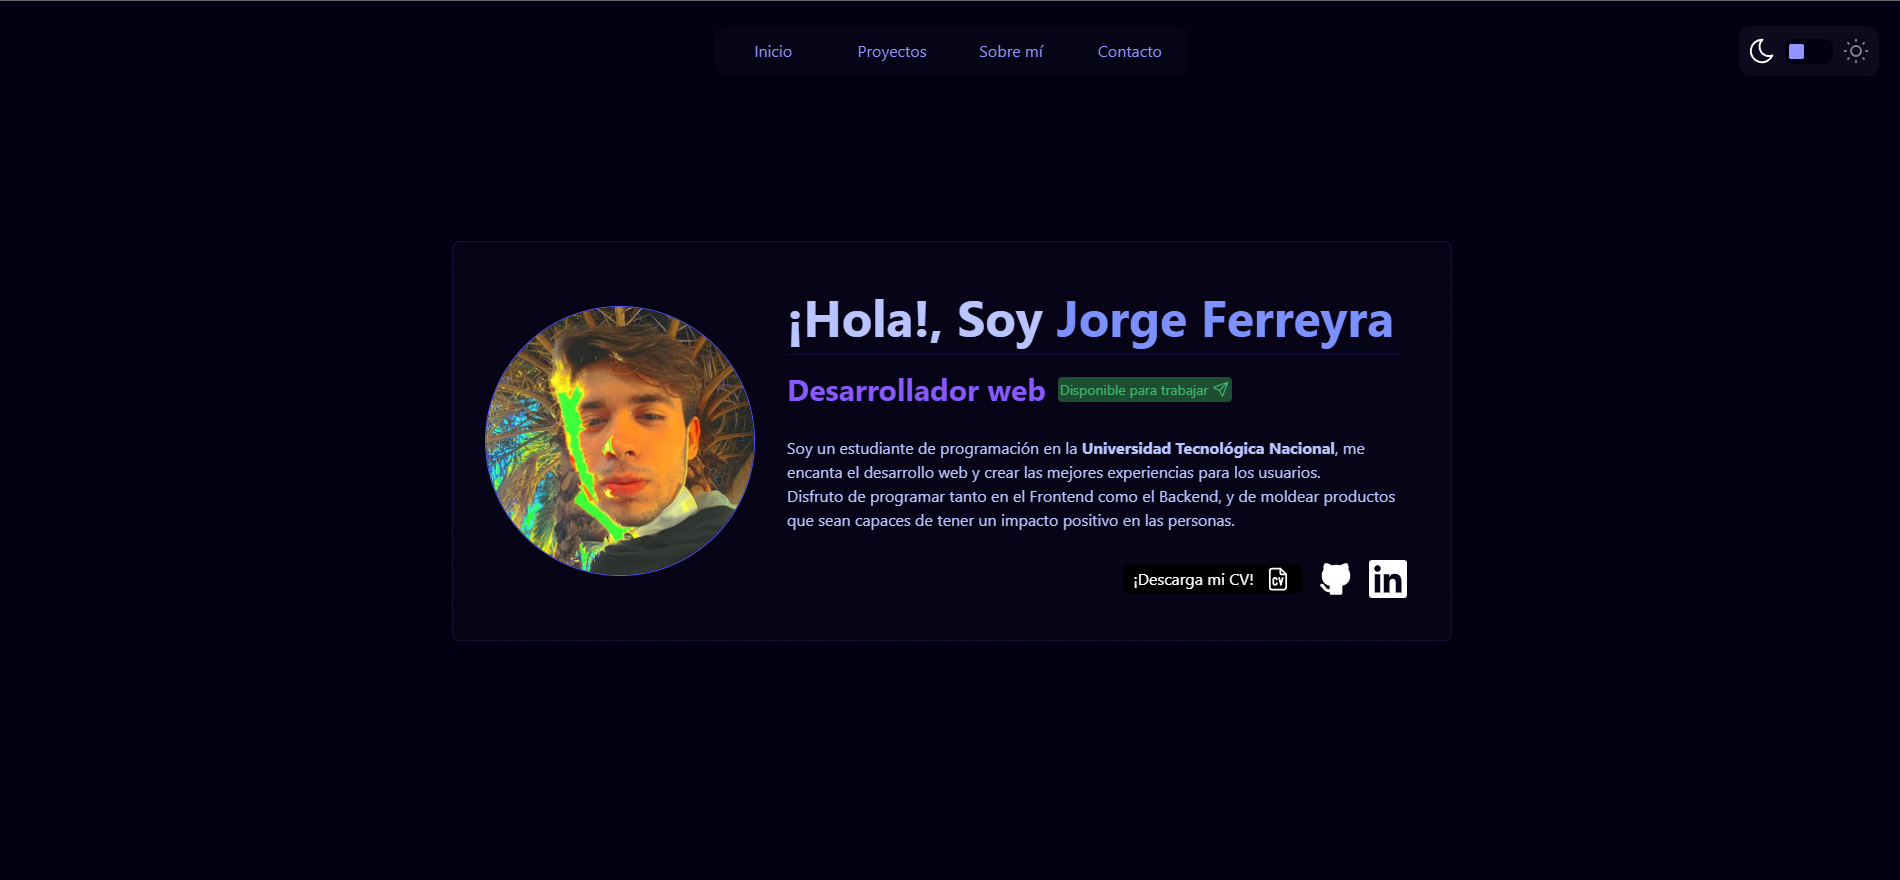 Inicio
Proyectos
Sobre mí
Contacto
¡Hola!, Soy Jorge Ferreyra
Desarrollador web
Disponible para trabajar
Soy un estudiante de programación en la Universidad Tecnológica Nacional, me
encanta el desarrollo web y crear las mejores experiencias para los usuarios.
Disfruto de programar tanto en el Frontend como el Backend, y de moldear productos
que sean capaces de tener un impacto positivo en las personas.
¡Descarga mi CV!
CV
in